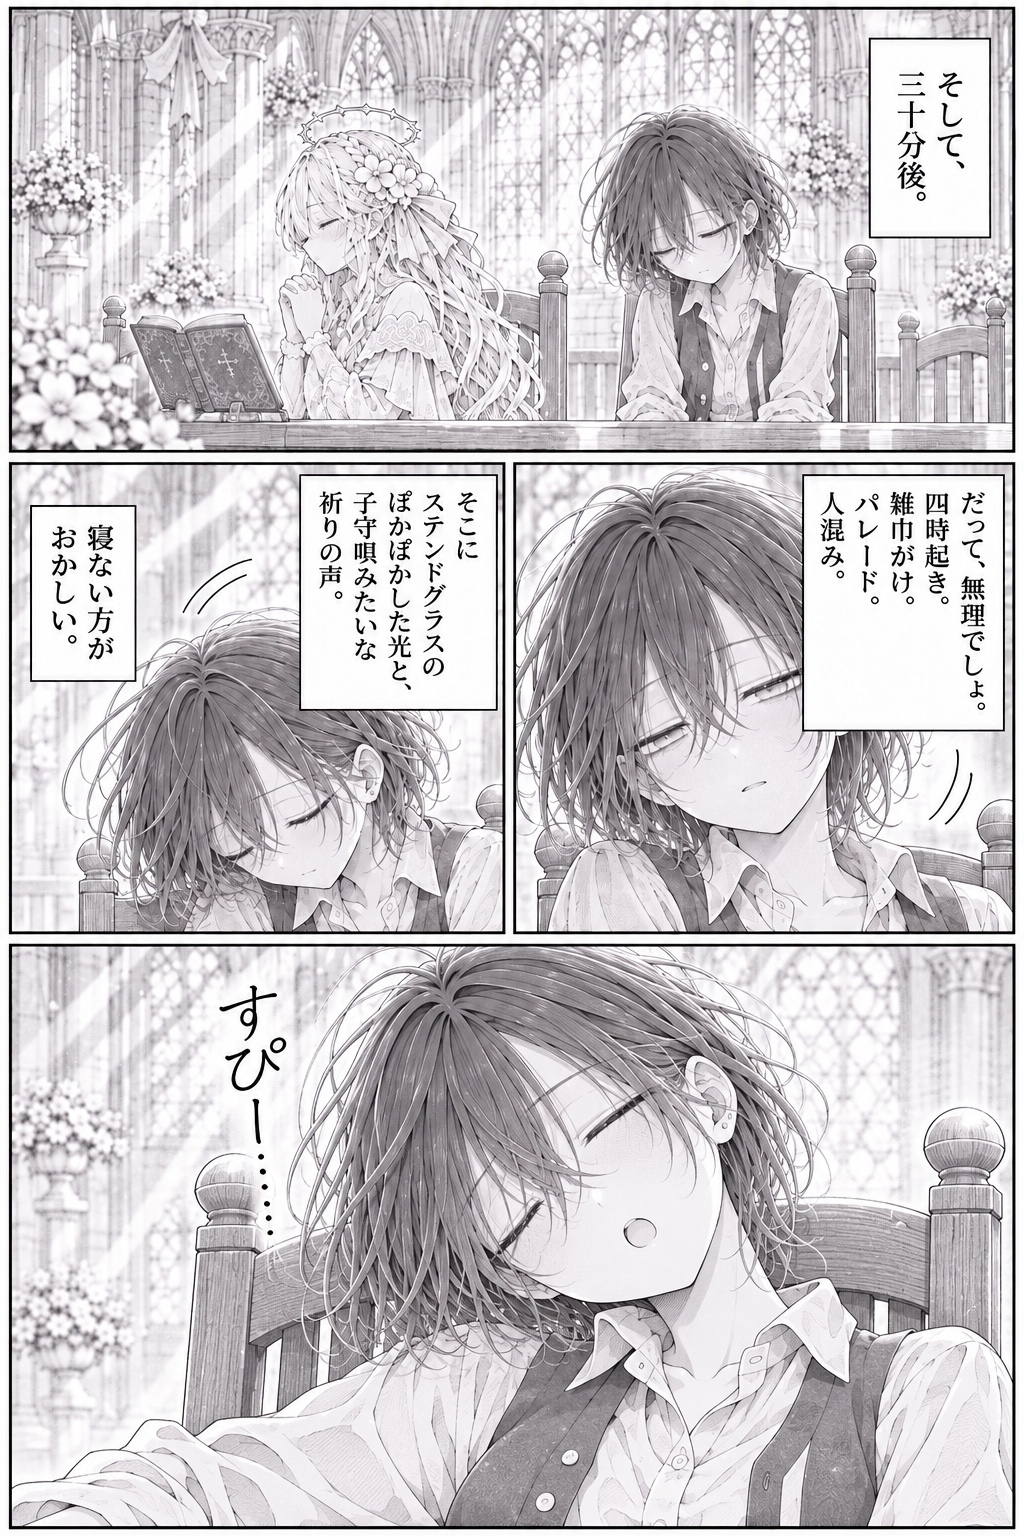 そして、
三十分後。
だって、無理でしょ。
四時起き。
雑巾がけ。
パレード。
人混み。
そこに
ステンドグラスの
ぽかぽかした光と、
子守唄みたいな
祈りの声。
寝ない方が
おかしい。
すぴー……